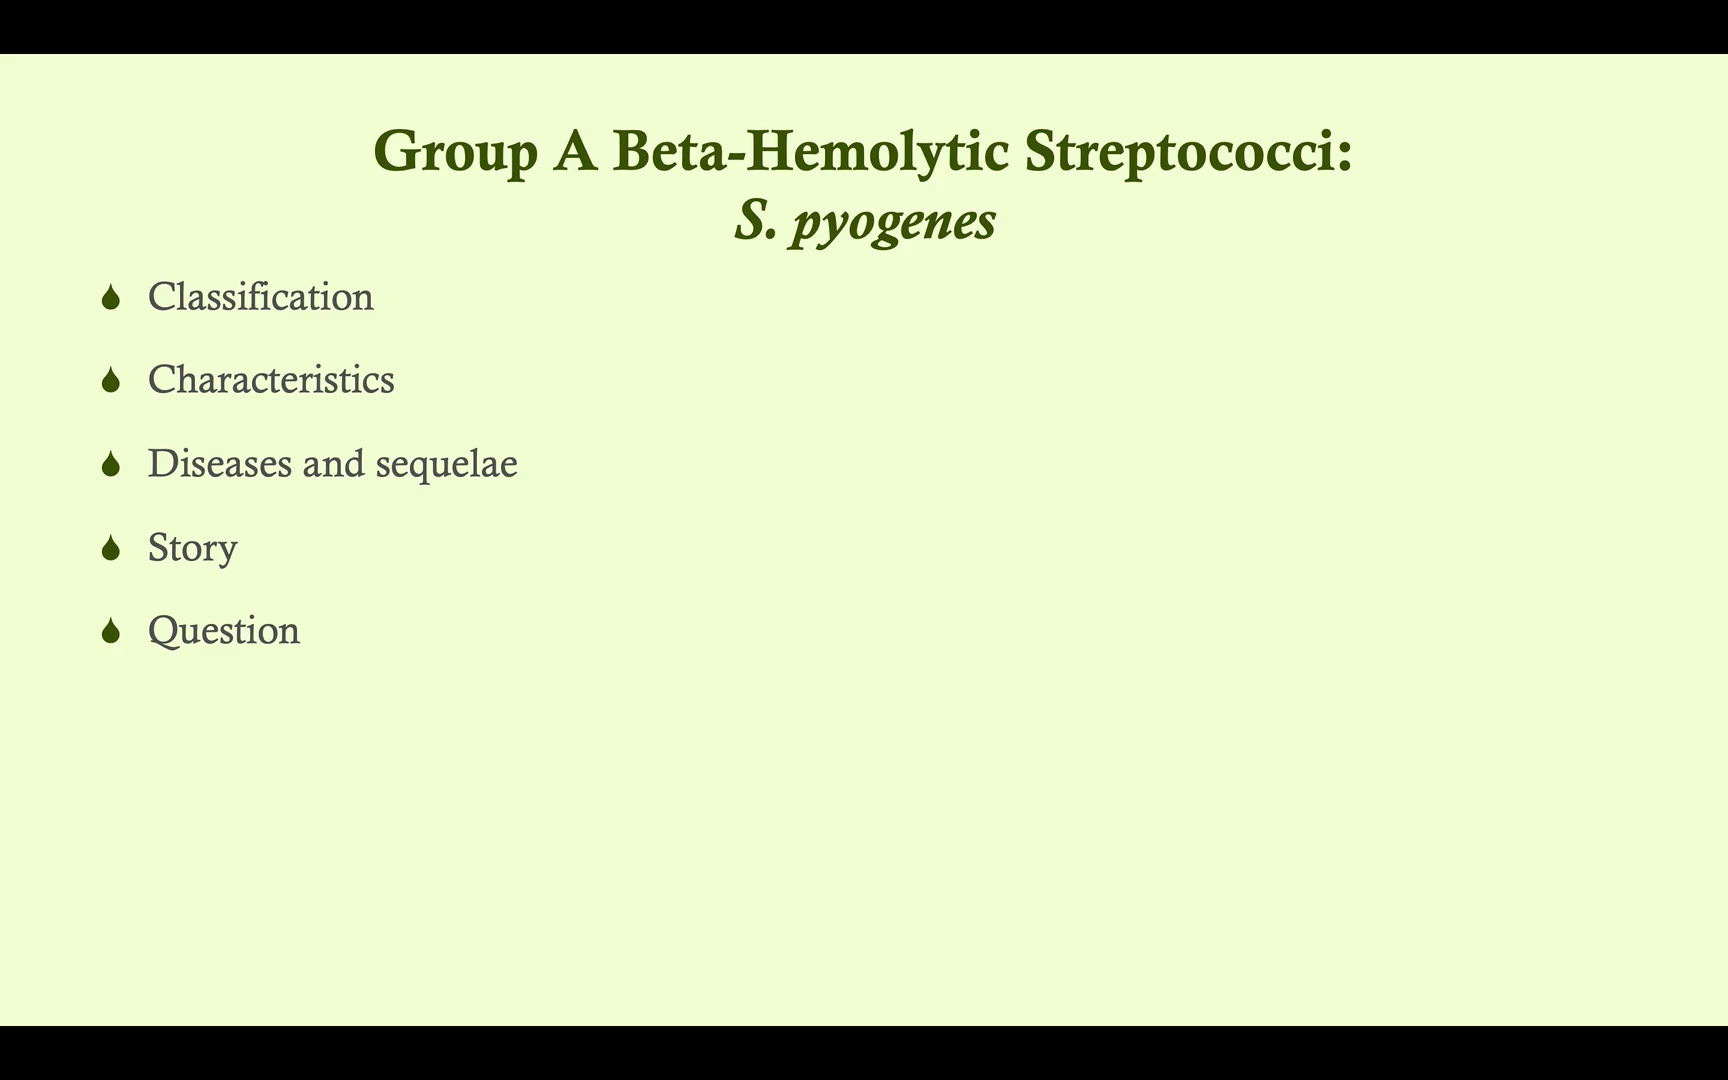 Group A Beta-Hemolytic Streptococci:
S. pyogenes
Classification
Characteristics
Diseases and sequelae
Story
Question